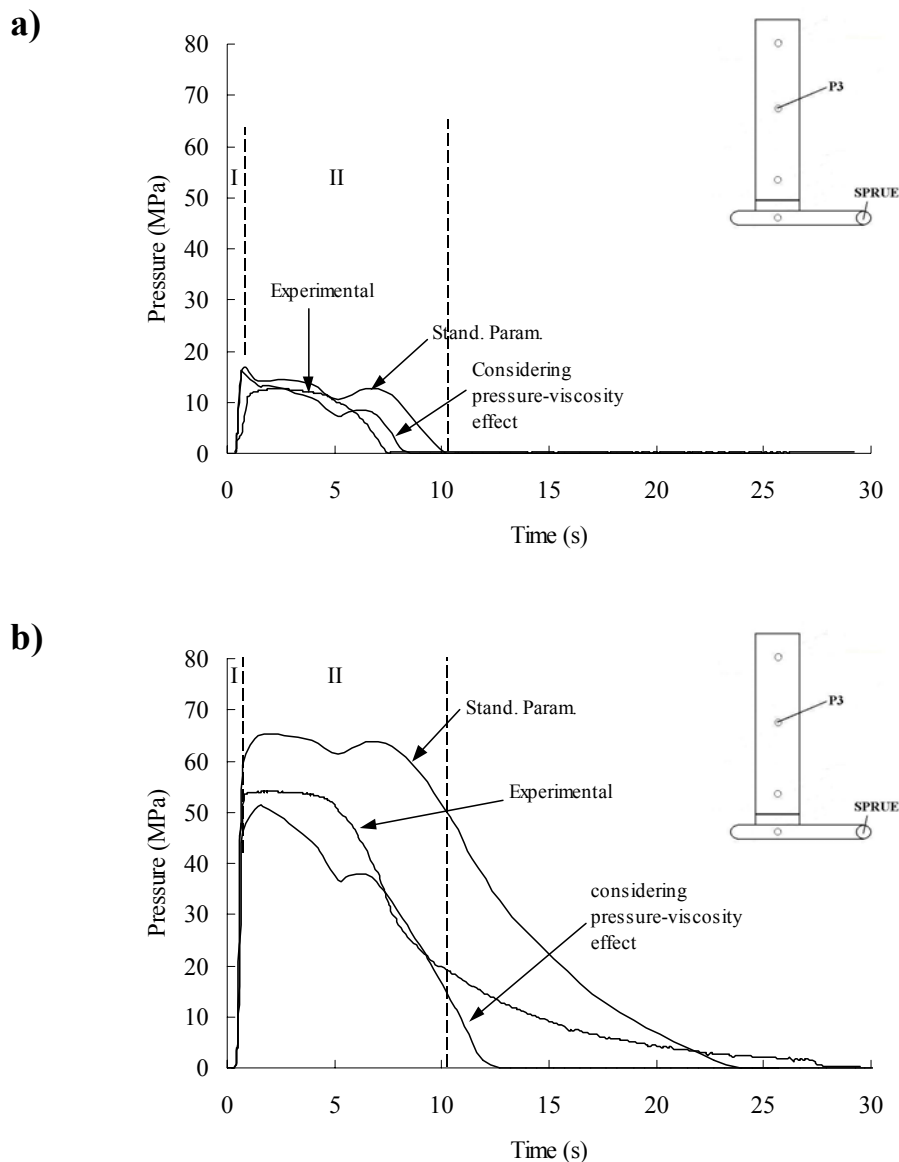 a)
80
70
60
50
40
30
20
10
0
Pressure (MPa)
I
II
Experimental
Stand. Param.
Considering
pressure-viscosity
effect
P3
SPRUE
0 5 10 15 20 25 30
Time (s)
b)
80
70
60
50
40
30
20
10
0
Pressure (MPa)
I
II
Stand. Param.
Experimental
considering
pressure-viscosity
effect
P3
SPRUE
0 5 10 15 20 25 30
Time (s)